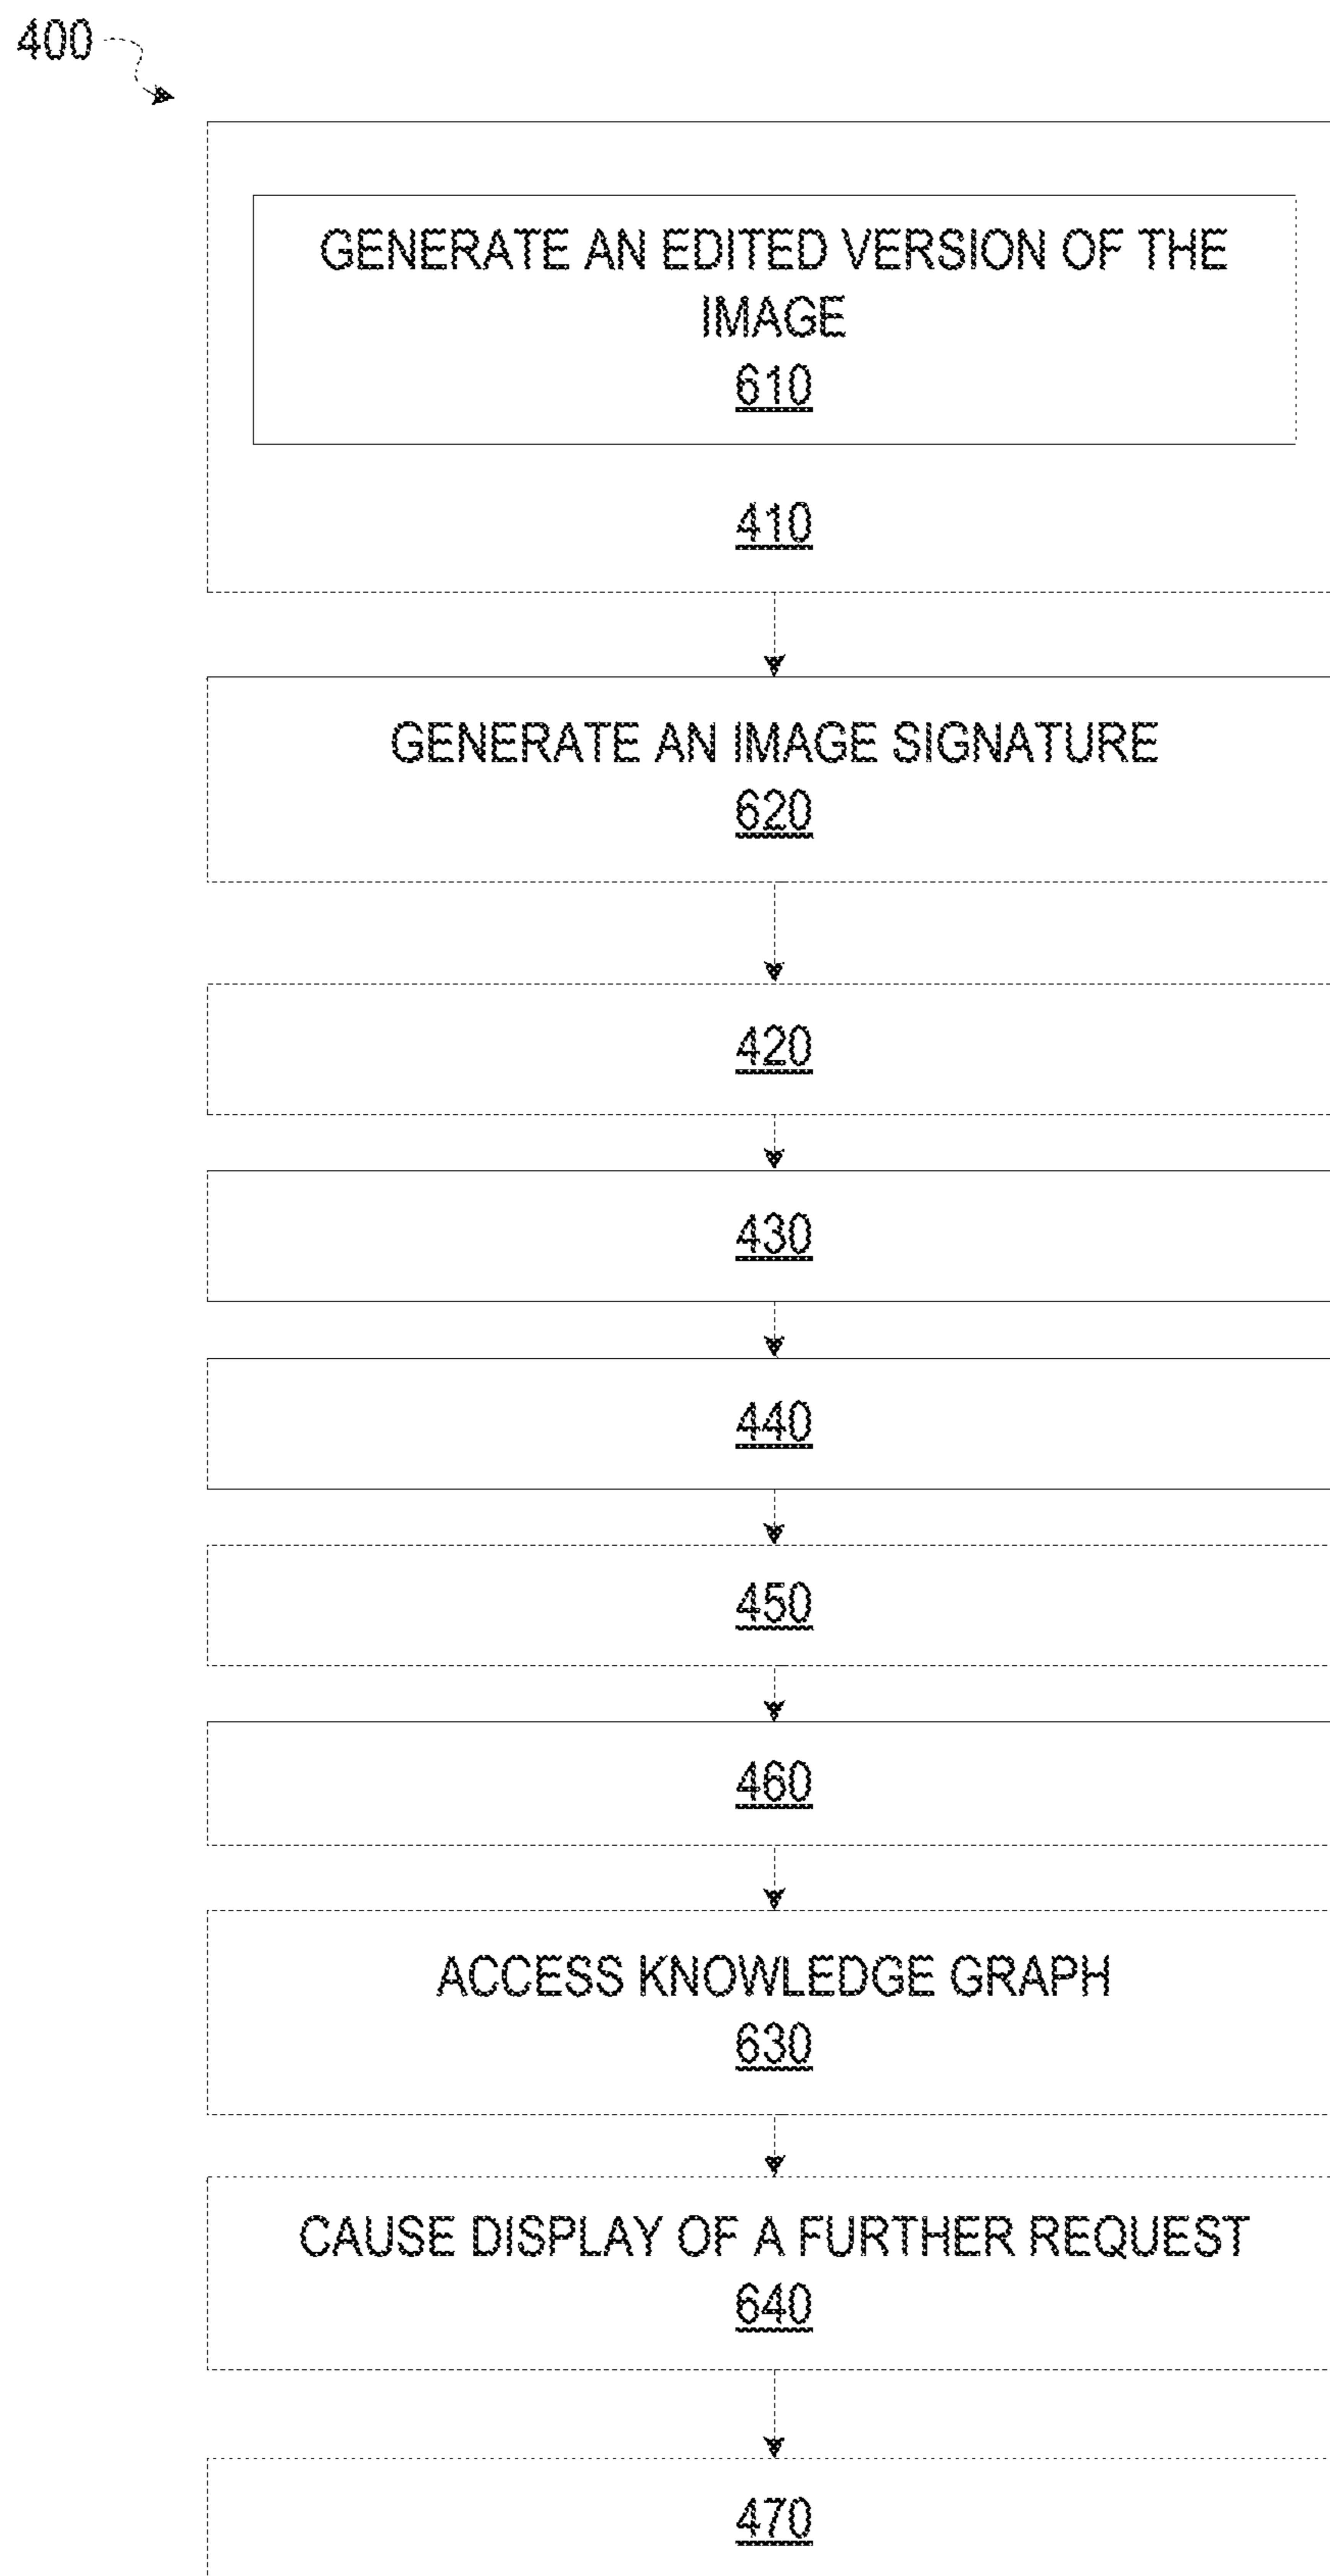 400
GENERATE AN EDITED VERSION OF THE
IMAGE
610
410
GENERATE AN IMAGE SIGNATURE
620
420
430
440
450
460
ACCESS KNOWLEDGE GRAPH
630
CAUSE DISPLAY OF A FURTHER REQUEST
640
470